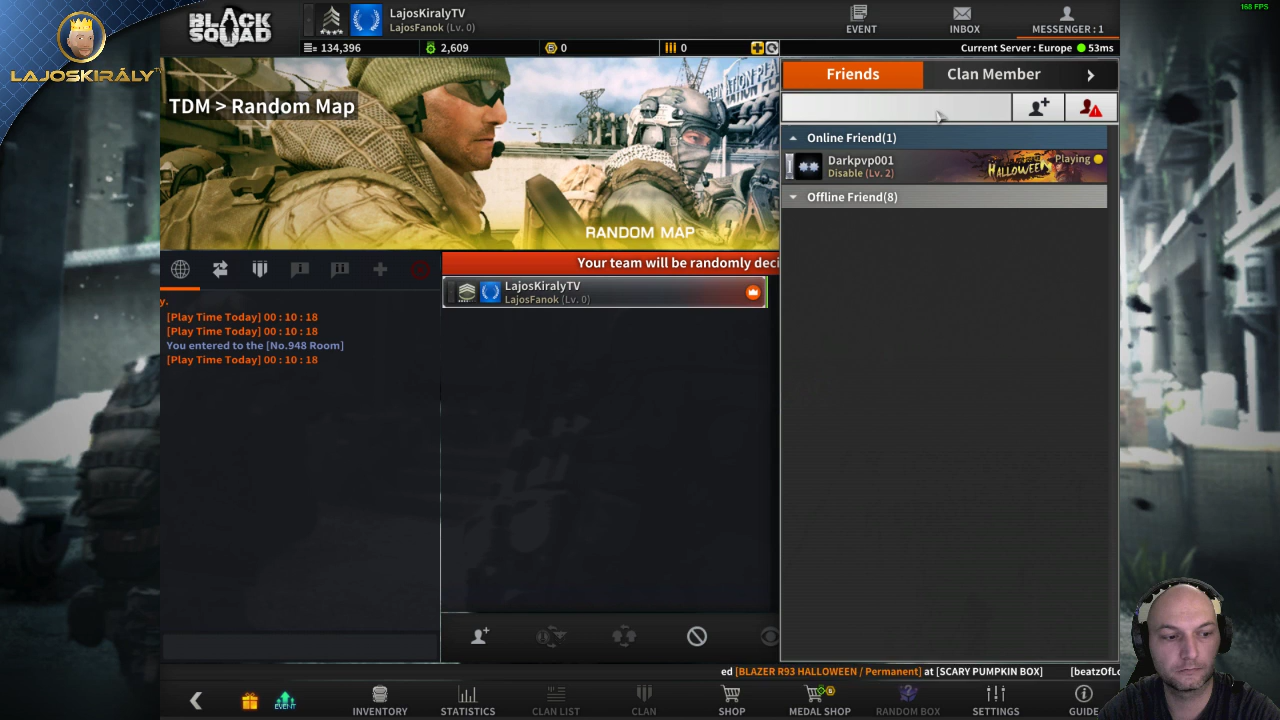 168 FPS
LAJOSKIRÁLYTV
BLACK SQUAD
LajosKiralyTV
LajosFanok (Lv. 0)
134,396
2,609
0
0
EVENT
INBOX
MESSENGER : 1
Current Server : Europe 53ms
TDM > Random Map
RANDOM MAP
Friends
Clan Member
Online Friend(1)
Darkpvp001
Disable (Lv. 2)
HALLOWEEN
Playing
Offline Friend(8)
Your team will be randomly deci
LajosKiralyTV
LajosFanok (Lv. 0)
y.
[Play Time Today] 00 : 10 : 18
[Play Time Today] 00 : 10 : 18
You entered to the [No.948 Room]
[Play Time Today] 00 : 10 : 18
ed [BLAZER R93 HALLOWEEN / Permanent] at [SCARY PUMPKIN BOX]
[beatzOfLo
EVENT
INVENTORY
STATISTICS
CLAN LIST
CLAN
SHOP
MEDAL SHOP
RANDOM BOX
SETTINGS
GUIDE